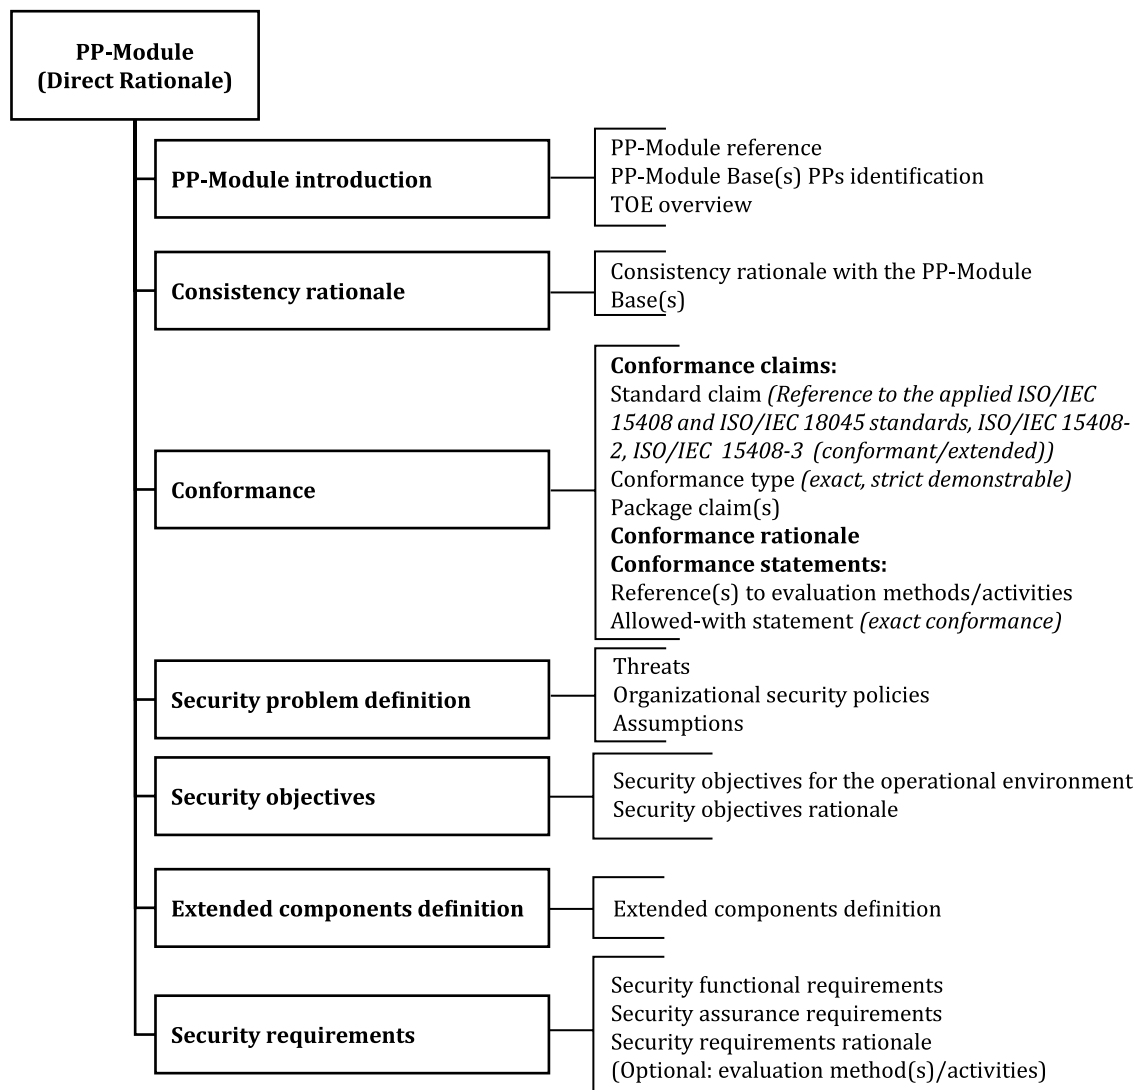 PP-Module
(Direct Rationale)
PP-Module introduction
PP-Module reference
PP-Module Base(s) PPs identification
TOE overview
Consistency rationale
Consistency rationale with the PP-Module
Base(s)
Conformance
Conformance claims:
Standard claim (Reference to the applied ISO/IEC
15408 and ISO/IEC 18045 standards, ISO/IEC 15408-
2, ISO/IEC 15408-3 (conformant/extended))
Conformance type (exact, strict demonstrable)
Package claim(s)
Conformance rationale
Conformance statements:
Reference(s) to evaluation methods/activities
Allowed-with statement (exact conformance)
Security problem definition
Threats
Organizational security policies
Assumptions
Security objectives
Security objectives for the operational environment
Security objectives rationale
Extended components definition
Extended components definition
Security requirements
Security functional requirements
Security assurance requirements
Security requirements rationale
(Optional: evaluation method(s)/activities)